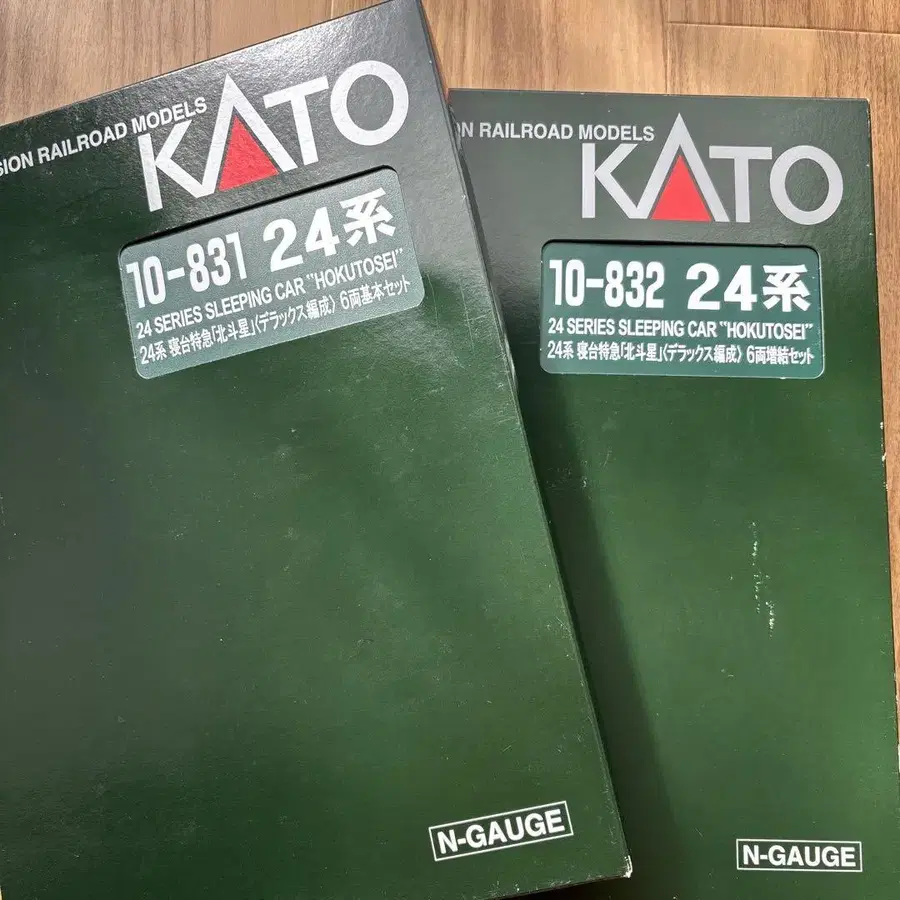 SION RAILROAD MODELS
KATO
10-831 24系
24 SERIES SLEEPING CAR "HOKUTOSEI"
24系 寝台特急「北斗星」〈デラックス編成〉 6両基本セット
N-GAUGE
ON RAILROAD MODELS
KATO
10-832 24系
24 SERIES SLEEPING CAR "HOKUTOSEI"
24系 寝台特急「北斗星」〈デラックス編成〉 6両増結セット
N-GAUGE